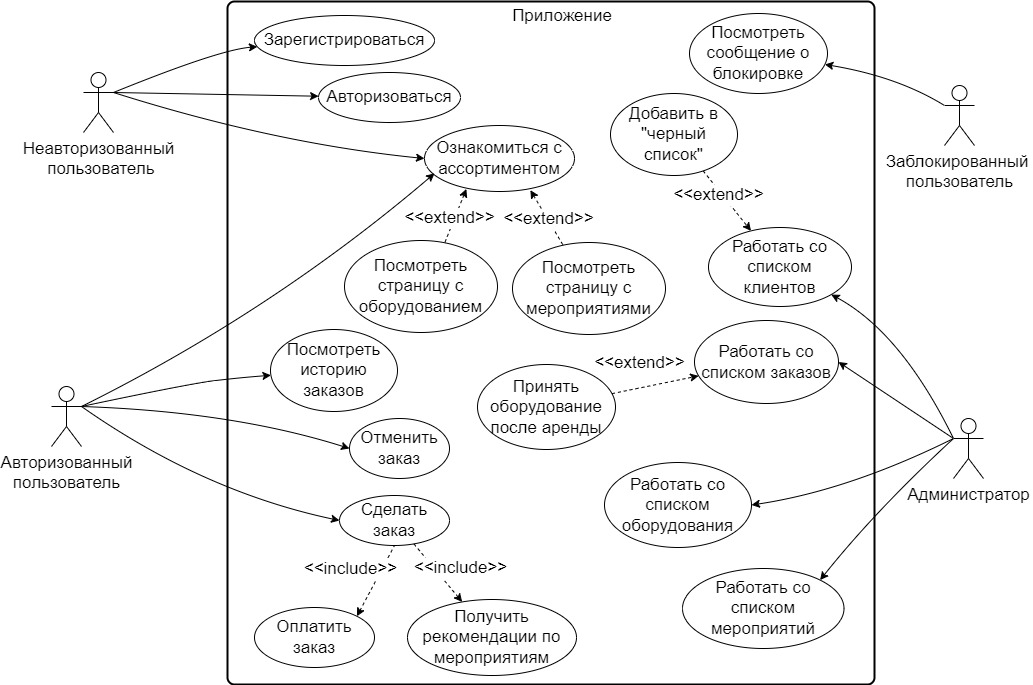 Приложение
Зарегистрироваться
Посмотреть
сообщение о
блокировке
Авторизоваться
Неавторизованный
пользователь
Добавить в
"черный
список"
Заблокированный
пользователь
Ознакомиться с
ассортиментом
<<extend>>
<<extend>>
<<extend>>
Посмотреть
страницу с
оборудованием
Посмотреть
страницу с
мероприятиями
Работать со
списком
клиентов
Посмотреть
историю
заказов
<<extend>>
Работать со
списком заказов
Принять
оборудование
после аренды
Авторизованный
пользователь
Отменить
заказ
Администратор
Работать со
списком
оборудования
Сделать
заказ
<<include>>
<<include>>
Оплатить
заказ
Получить
рекомендации по
мероприятиям
Работать со
списком
мероприятий